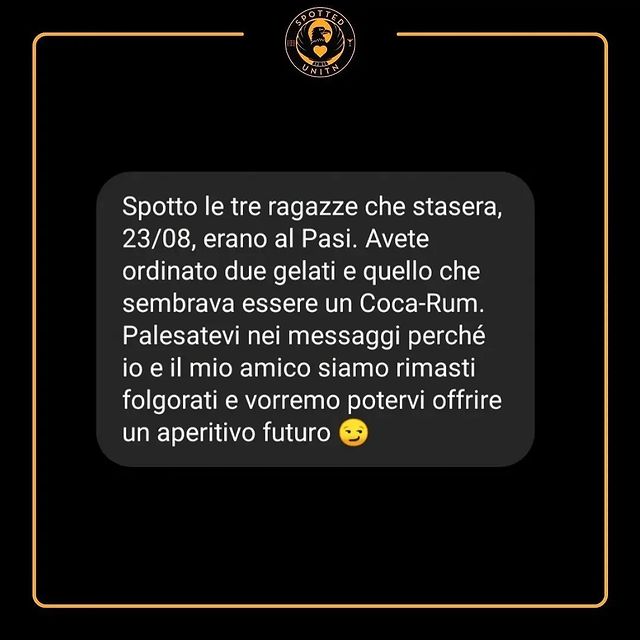 SPOTTED
UNITN
Spotto le tre ragazze che stasera,
23/08, erano al Pasi. Avete
ordinato due gelati e quello che
sembrava essere un Coca-Rum.
Palesatevi nei messaggi perché
io e il mio amico siamo rimasti
folgorati e vorremo potervi offrire
un aperitivo futuro 😏